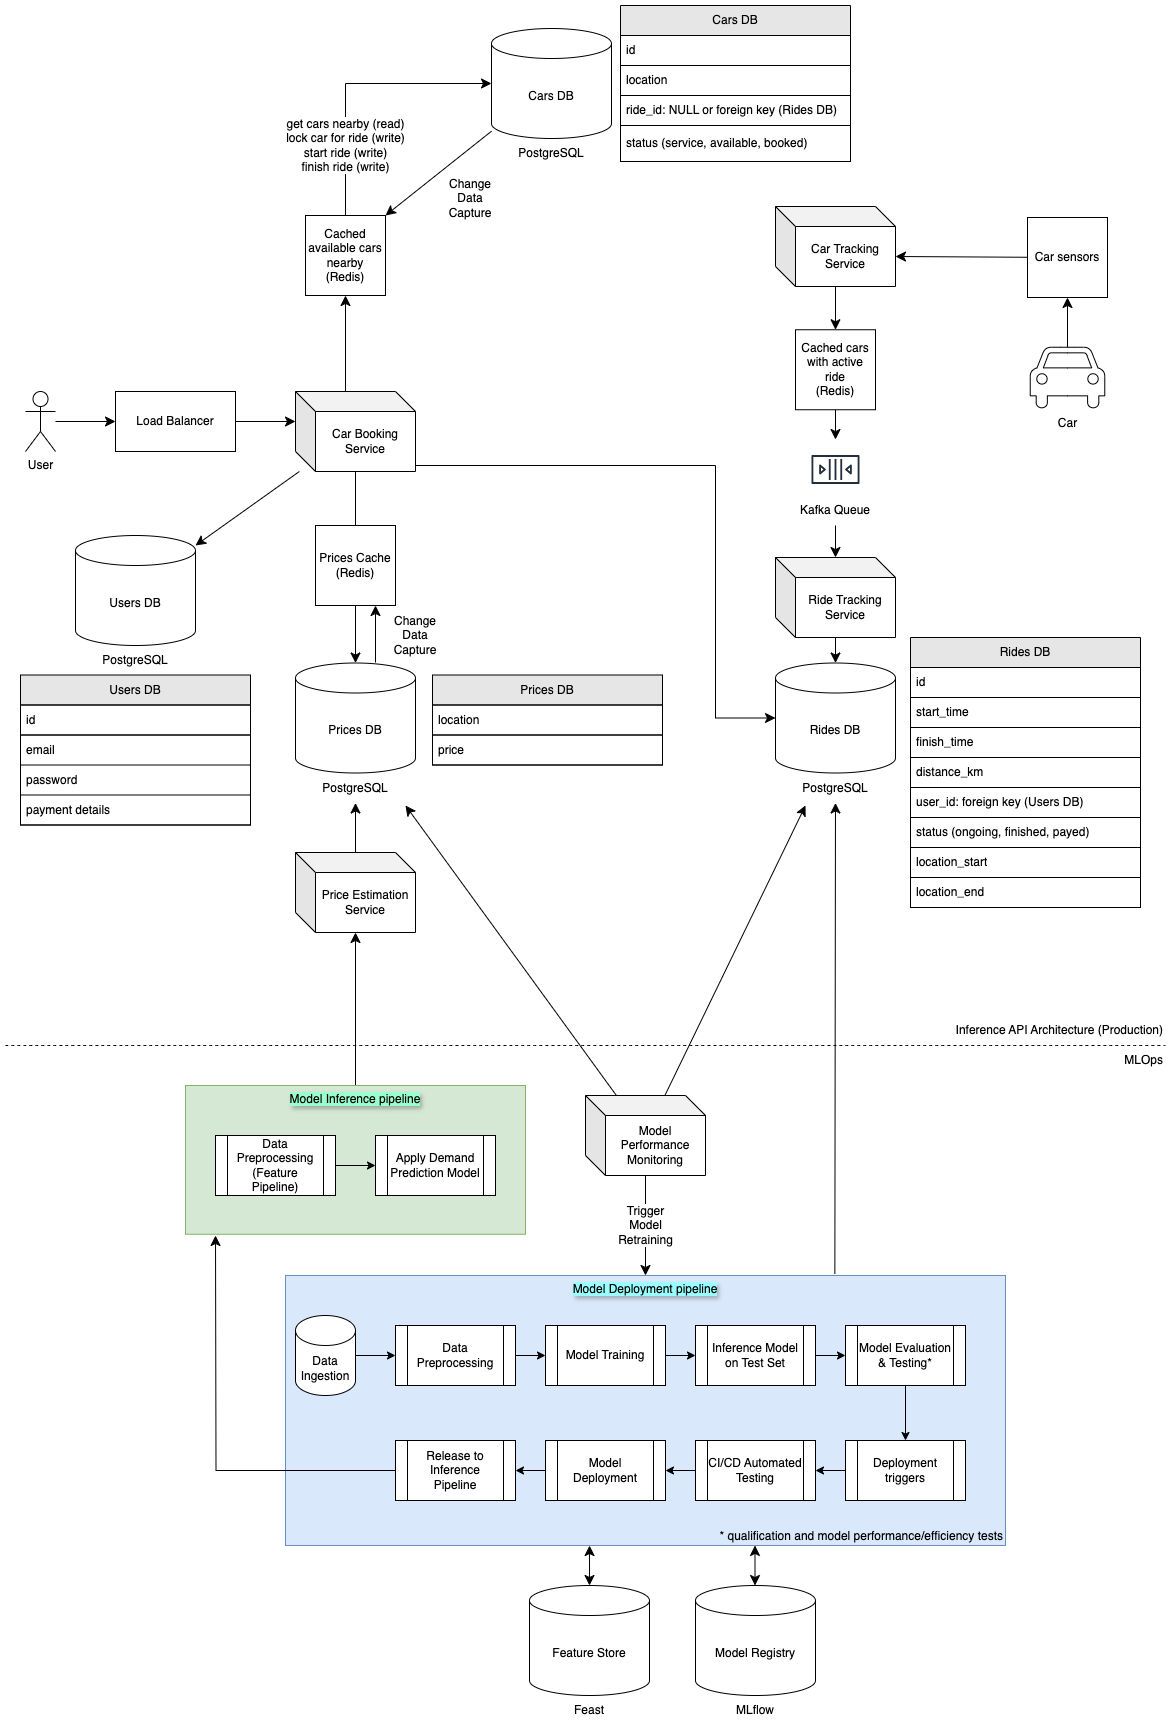 Cars DB
id
location
ride_id: NULL or foreign key (Rides DB)
status (service, available, booked)
Cars DB
PostgreSQL
get cars nearby (read)
lock car for ride (write)
start ride (write)
finish ride (write)
Change
Data
Capture
Cached
available cars
nearby
(Redis)
Car Tracking
Service
Car sensors
Cached cars
with active
ride
(Redis)
Car
User
Load Balancer
Car Booking
Service
Kafka Queue
Prices Cache
(Redis)
Users DB
PostgreSQL
Change
Data
Capture
Ride Tracking
Service
Users DB
id
email
password
payment details
Prices DB
PostgreSQL
Prices DB
location
price
Rides DB
PostgreSQL
Rides DB
id
start_time
finish_time
distance_km
user_id: foreign key (Users DB)
status (ongoing, finished, payed)
location_start
location_end
Price Estimation
Service
Inference API Architecture (Production)
MLOps
Model Inference pipeline
Data
Preprocessing
(Feature
Pipeline)
Apply Demand
Prediction Model
Model
Performance
Monitoring
Trigger
Model
Retraining
Model Deployment pipeline
Data
Ingestion
Data
Preprocessing
Model Training
Inference Model
on Test Set
Model Evaluation
& Testing*
Release to
Inference
Pipeline
Model
Deployment
CI/CD Automated
Testing
Deployment
triggers
* qualification and model performance/efficiency tests
Feature Store
Feast
Model Registry
MLflow